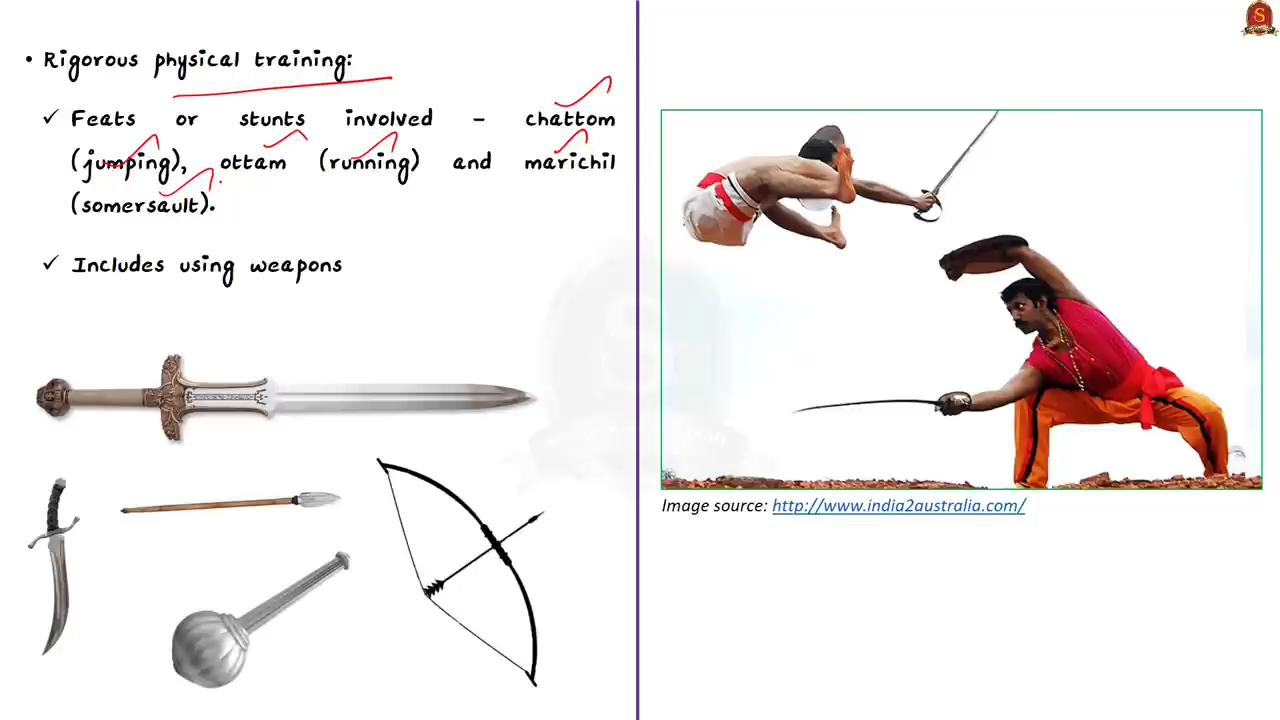 • Rigorous physical training:
✓ Feats or stunts involved – chattom
(jumping), ottam (running) and marichil
(somersault).
✓ Includes using weapons
Image source: http://www.india2australia.com/